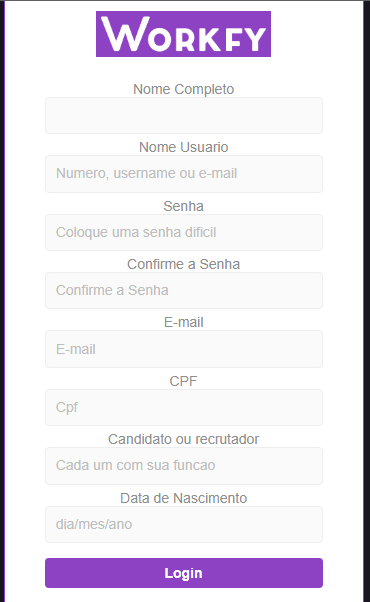 WORKFY
Nome Completo
Nome Usuario
Numero, username ou e-mail
Senha
Coloque uma senha dificil
Confirme a Senha
Confirme a Senha
E-mail
E-mail
CPF
Cpf
Candidato ou recrutador
Cada um com sua funcao
Data de Nascimento
dia/mes/ano
Login